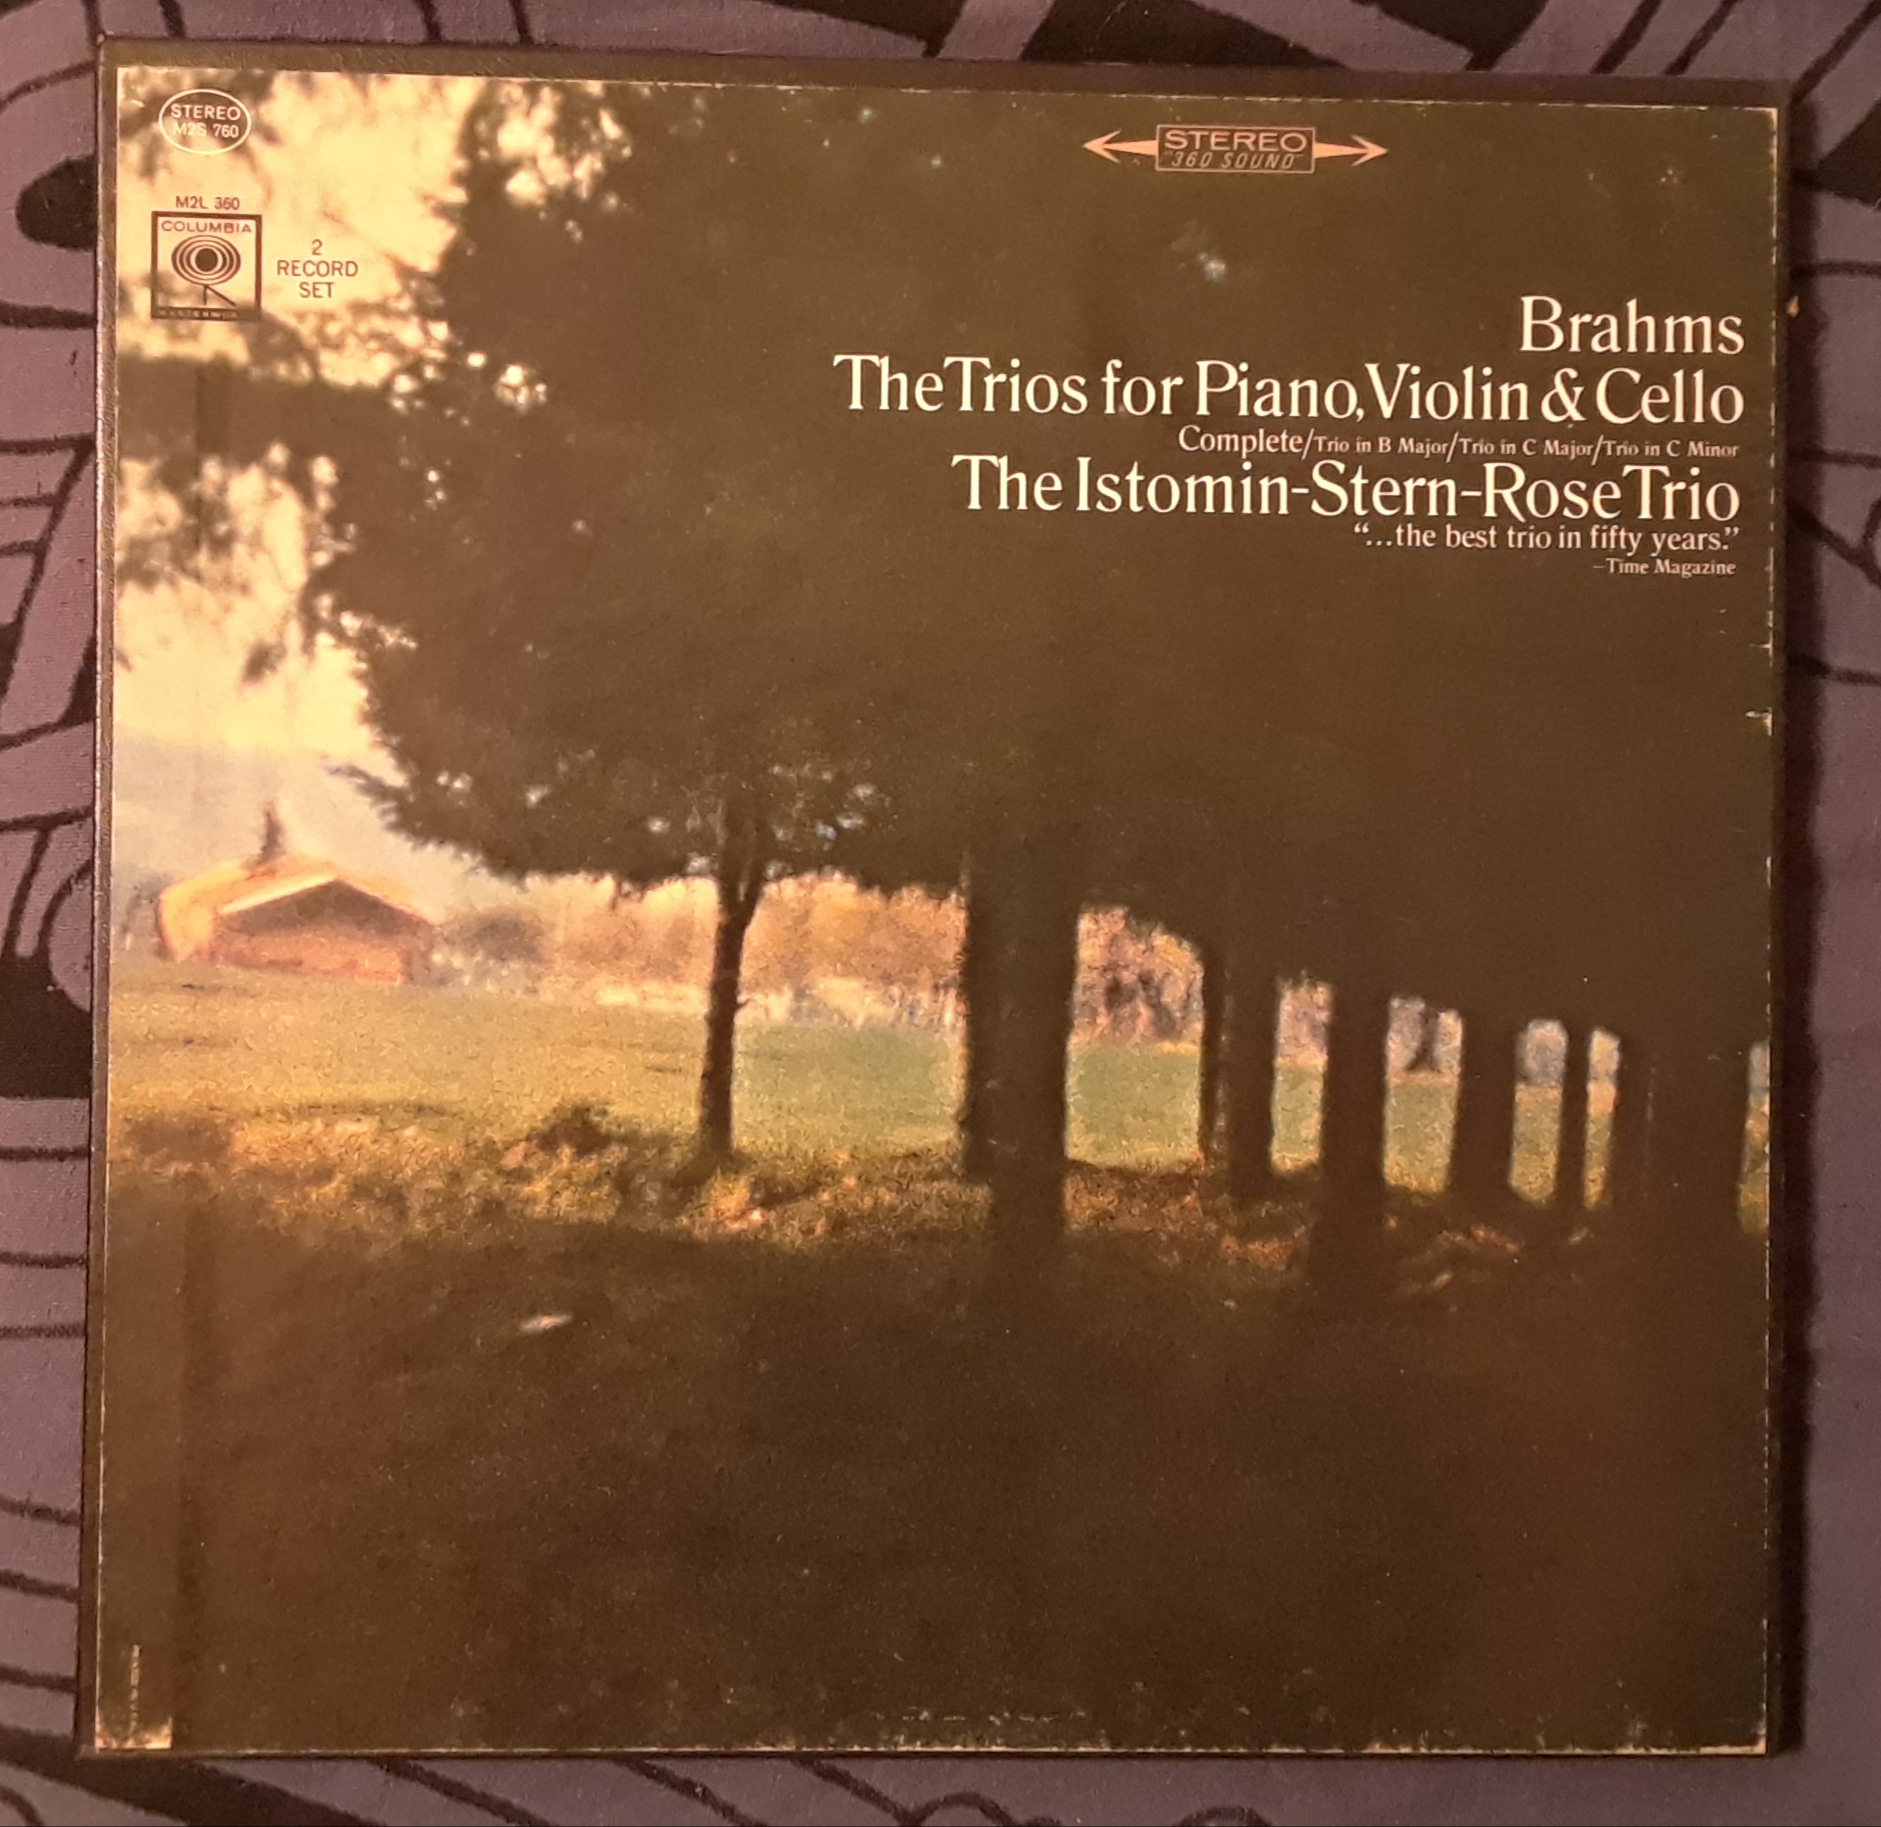 STEREO
M2S 760
M2L 360
COLUMBIA
MASTERWORKS
2
RECORD
SET
STEREO
"360 SOUND"
Brahms
The Trios for Piano, Violin & Cello
Complete/Trio in B Major/Trio in C Major/Trio in C Minor
The Istomin-Stern-Rose Trio
“...the best trio in fifty years.”
—Time Magazine